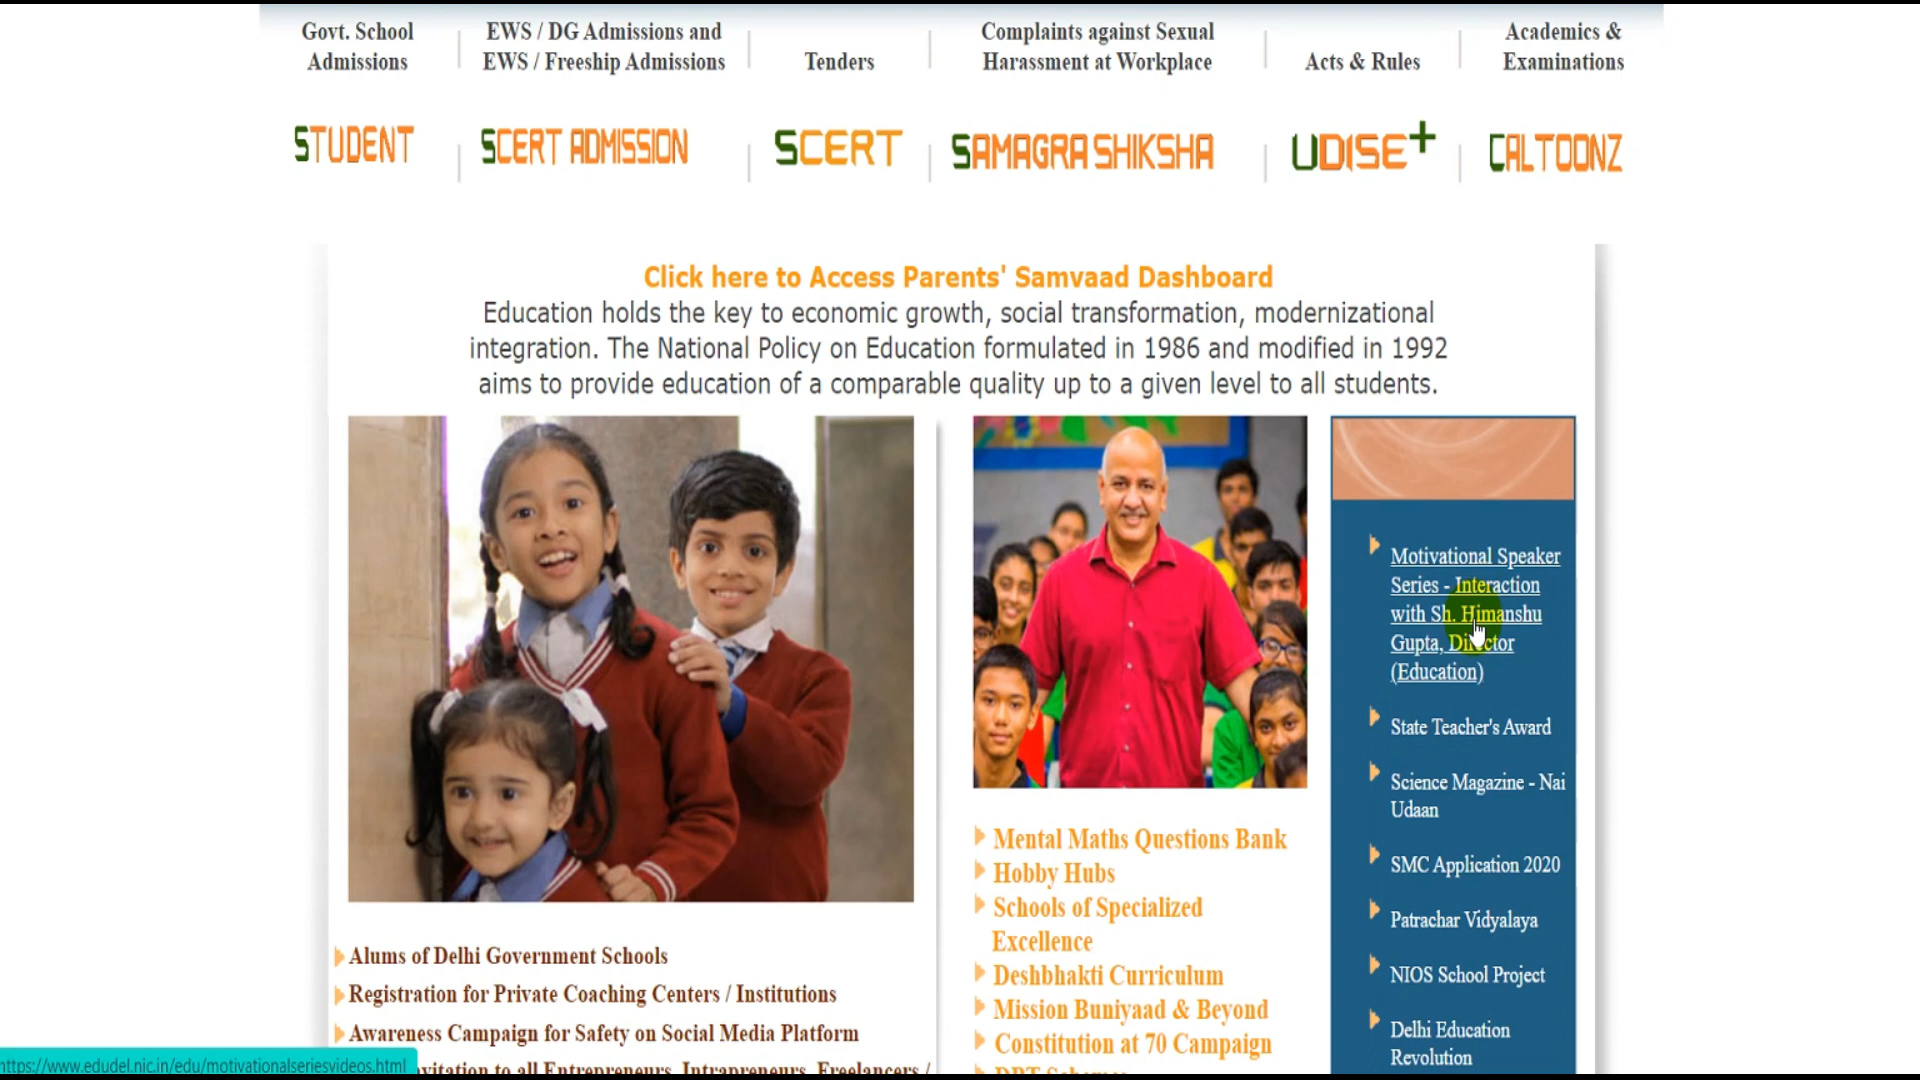 Govt. School
Admissions
EWS / DG Admissions and
EWS / Freeship Admissions
Tenders
Complaints against Sexual
Harassment at Workplace
Acts & Rules
Academics &
Examinations
STUDENT
SCERT ADMISSION
SCERT
SAMAGRA SHIKSHA
UDISE+
CALTOONZ
Click here to Access Parents' Samvaad Dashboard
Education holds the key to economic growth, social transformation, modernizational
integration. The National Policy on Education formulated in 1986 and modified in 1992
aims to provide education of a comparable quality up to a given level to all students.
Alums of Delhi Government Schools
Registration for Private Coaching Centers / Institutions
Awareness Campaign for Safety on Social Media Platform
to all Entrepreneurs, Intrapreneurs, Freelancers /
Mental Maths Questions Bank
Hobby Hubs
Schools of Specialized
Excellence
Deshbhakti Curriculum
Mission Buniyaad & Beyond
Constitution at 70 Campaign
Motivational Speaker
Series - Interaction
with Sh. Himanshu
Gupta, Director
(Education)
State Teacher's Award
Science Magazine - Nai
Udaan
SMC Application 2020
Patrachar Vidyalaya
NIOS School Project
Delhi Education
Revolution
https://www.edudel.nic.in/edu/motivationalseriesvideos.html